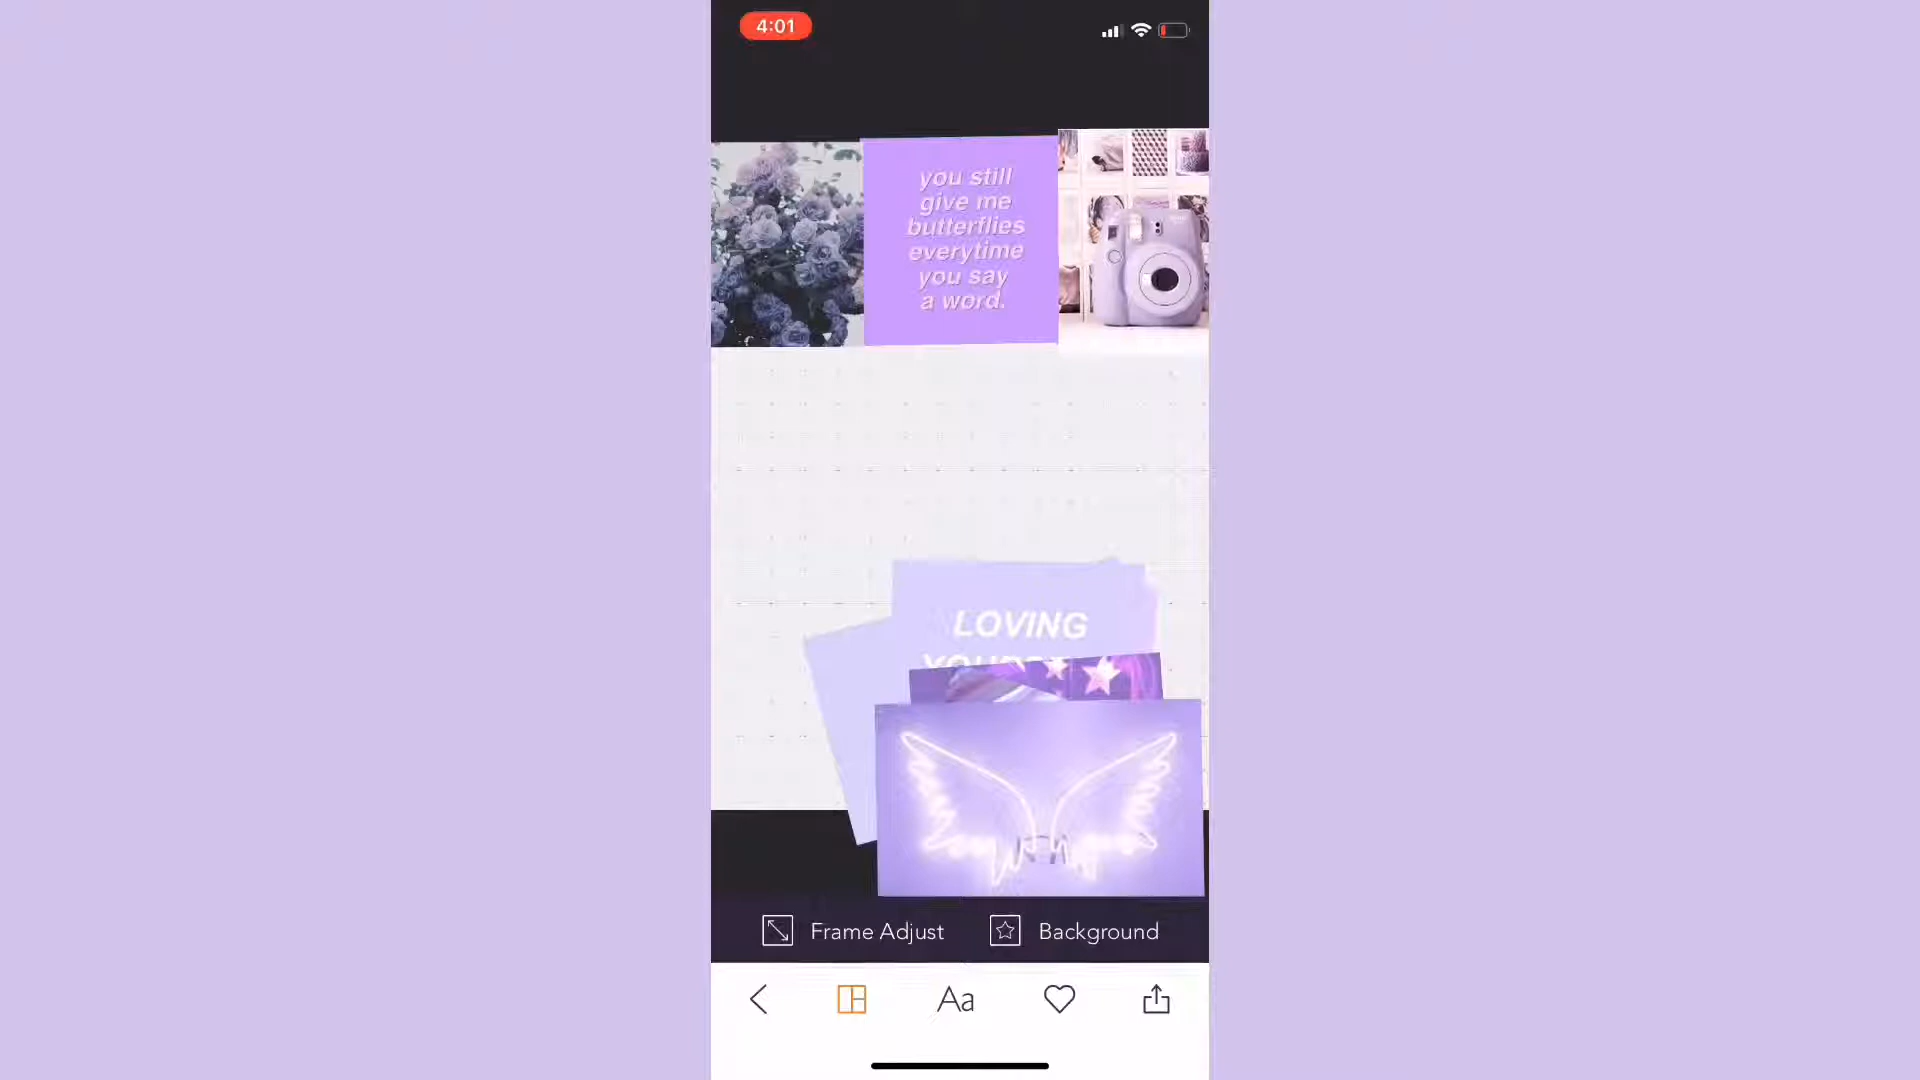 4:01
you still
give me
butterflies
everytime
you say
a word.
LOVING
Frame Adjust
Background
Aa